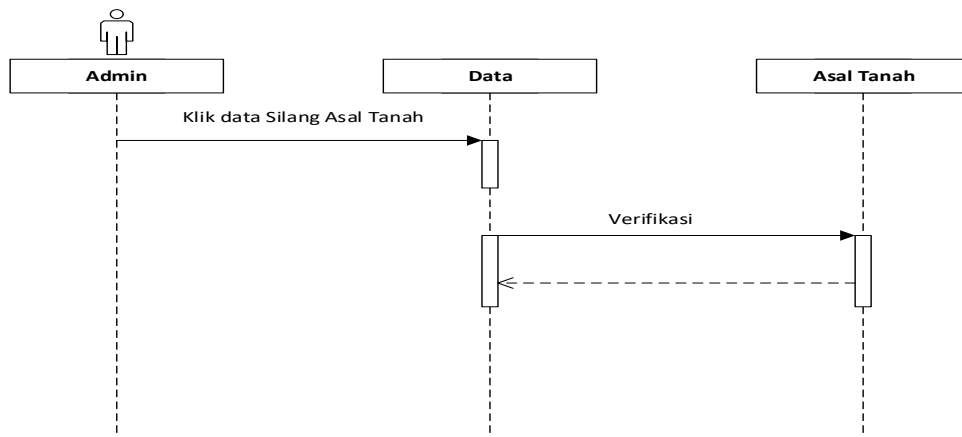 Admin
Data
Asal Tanah
Klik data Silang Asal Tanah
Verifikasi